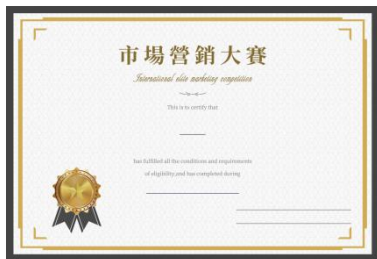 市場營銷大賽
International elite marketing competition
This is to certify that
has fulfilled all the conditions and requirements
of eligibility,and has completed during